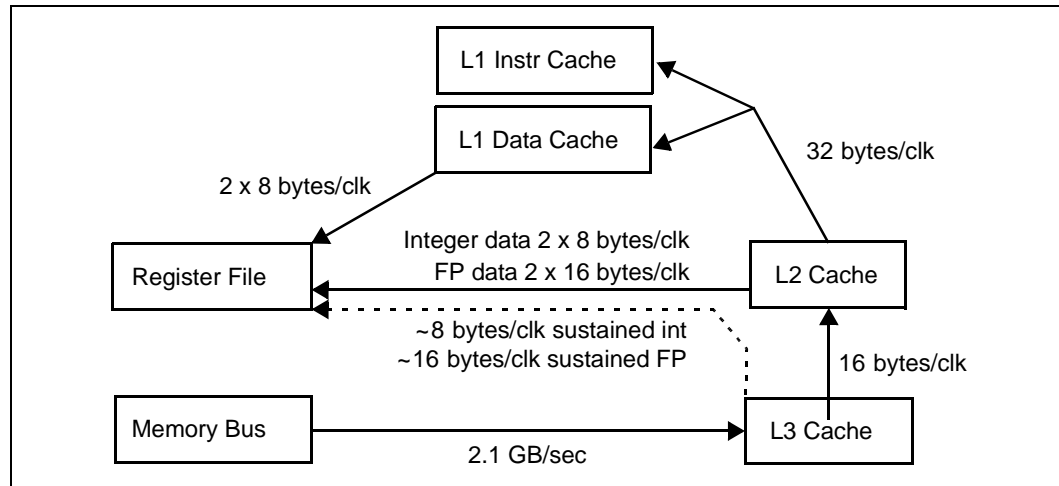 L1 Instr Cache
L1 Data Cache
32 bytes/clk
2 x 8 bytes/clk
Integer data 2 x 8 bytes/clk
FP data 2 x 16 bytes/clk
Register File
L2 Cache
~8 bytes/clk sustained int
~16 bytes/clk sustained FP
16 bytes/clk
Memory Bus
L3 Cache
2.1 GB/sec